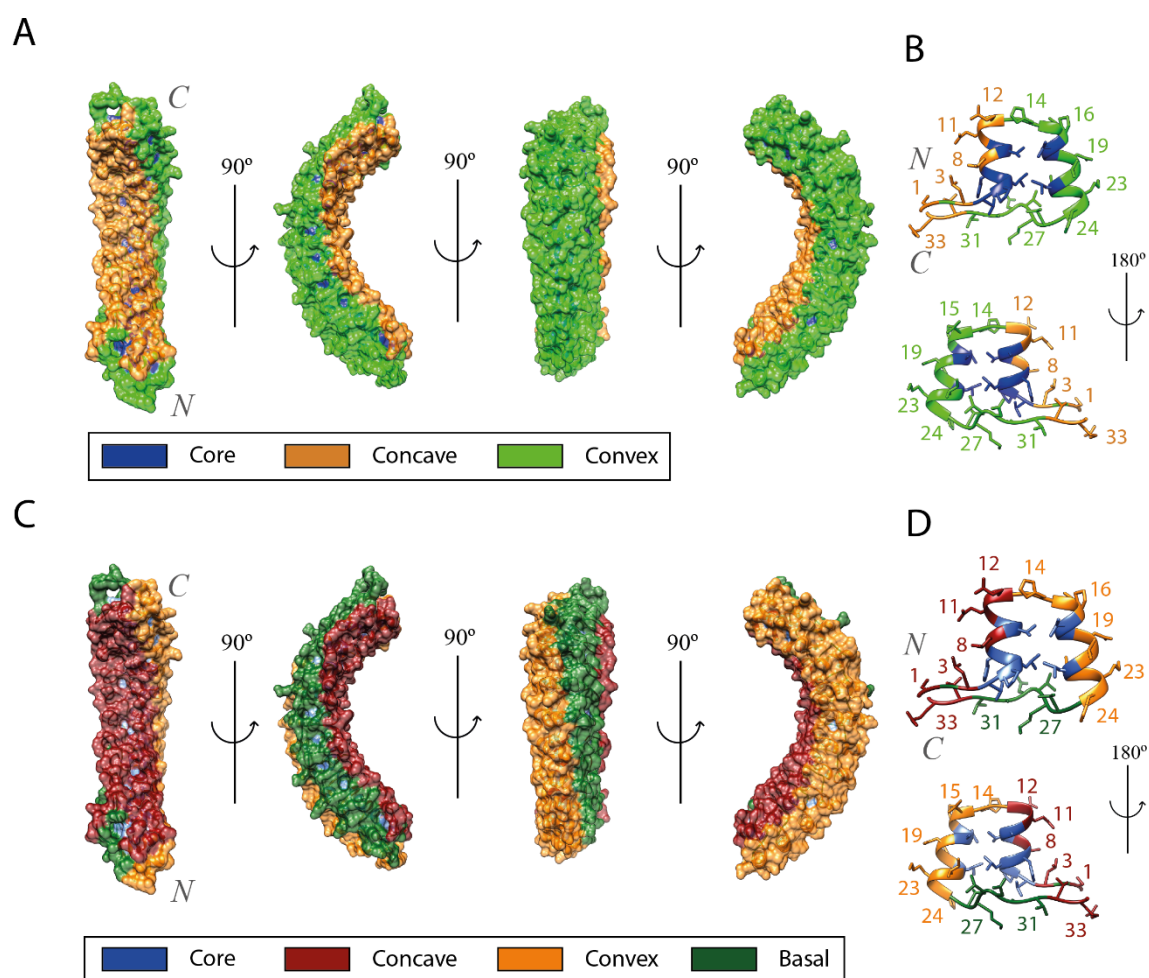 A
C
90º
90º
90º
N
Core Concave Convex
B
12 14 16
11
8 19
N
3 23
1
33 31 27 24
C
180º
15 14 12
11
19 8
3
23 1
24 27 31 33
C
C
90º
90º
90º
N
Core Concave Convex Basal
D
12 14 16
11
8 19
N
3 23
1
33 31 27 24
C
180º
15 14 12
11
19 8
3
23 1
24 27 31 33